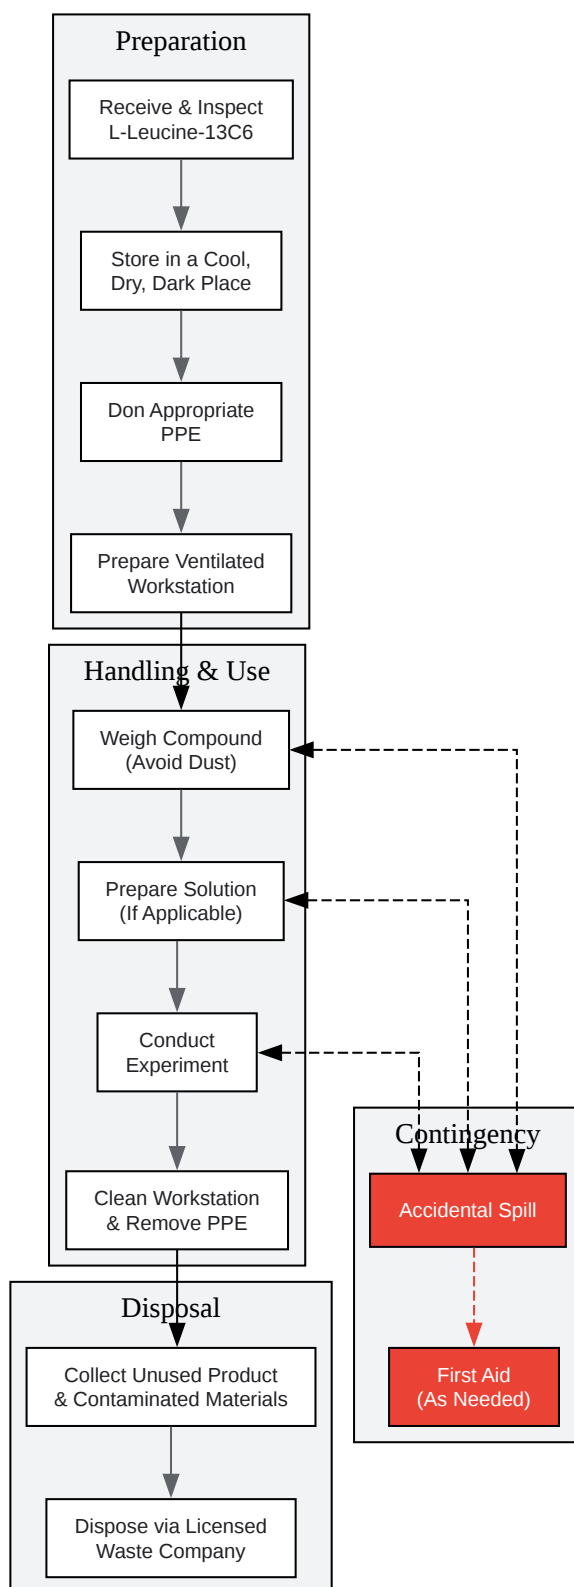 Preparation
Receive & Inspect
L-Leucine-13C6
Store in a Cool,
Dry, Dark Place
Don Appropriate
PPE
Prepare Ventilated
Workstation
Handling & Use
Weigh Compound
(Avoid Dust)
Prepare Solution
(If Applicable)
Conduct
Experiment
Clean Workstation
& Remove PPE
Contingency
Accidental Spill
First Aid
(As Needed)
Disposal
Collect Unused Product
& Contaminated Materials
Dispose via Licensed
Waste Company